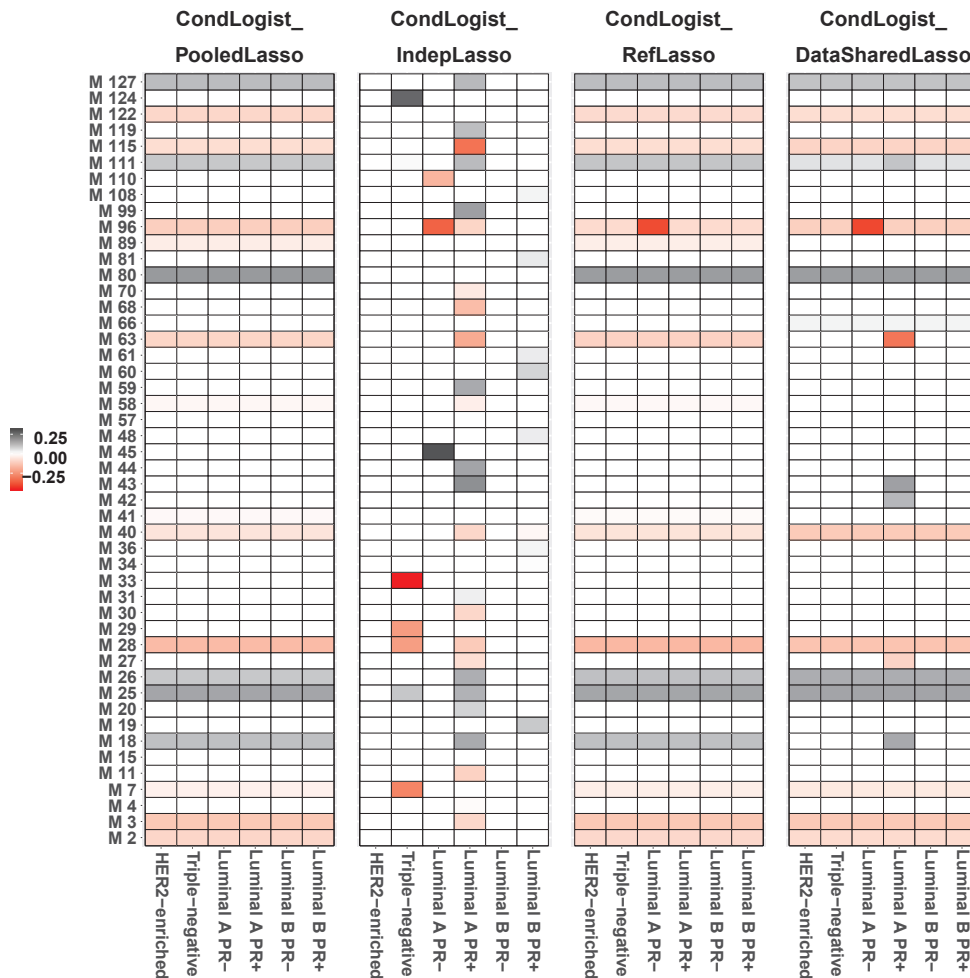 CondLogist_ CondLogist_ CondLogist_ CondLogist_
PooledLasso IndepLasso RefLasso DataSharedLasso
M 127
M 124
M 122
M 119
M 115
M 111
M 110
M 108
M 99
M 96
M 89
M 81
M 80
M 70
M 68
M 66
M 63
M 61
M 60
M 59
M 58
M 57
M 48
M 45
M 44
M 43
M 42
M 41
M 40
M 36
M 34
M 33
M 31
M 30
M 29
M 28
M 27
M 26
M 25
M 20
M 19
M 18
M 15
M 11
M 7
M 4
M 3
M 2
0.25
0.00
−0.25
HER2−enriched
Triple−negative
Luminal A PR−
Luminal A PR+
Luminal B PR−
Luminal B PR+
HER2−enriched
Triple−negative
Luminal A PR−
Luminal A PR+
Luminal B PR−
Luminal B PR+
HER2−enriched
Triple−negative
Luminal A PR−
Luminal A PR+
Luminal B PR−
Luminal B PR+
HER2−enriched
Triple−negative
Luminal A PR−
Luminal A PR+
Luminal B PR−
Luminal B PR+